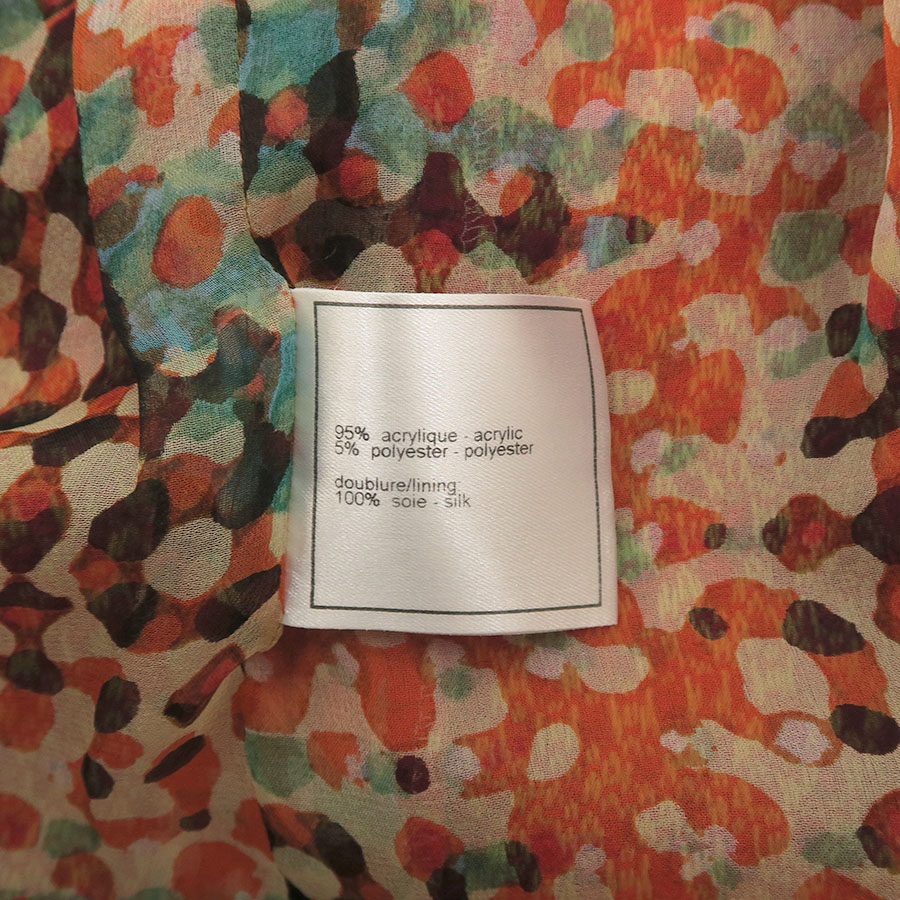 95% acrylique - acrylic
5% polyester - polyester
doublure/lining:
100% soie - silk